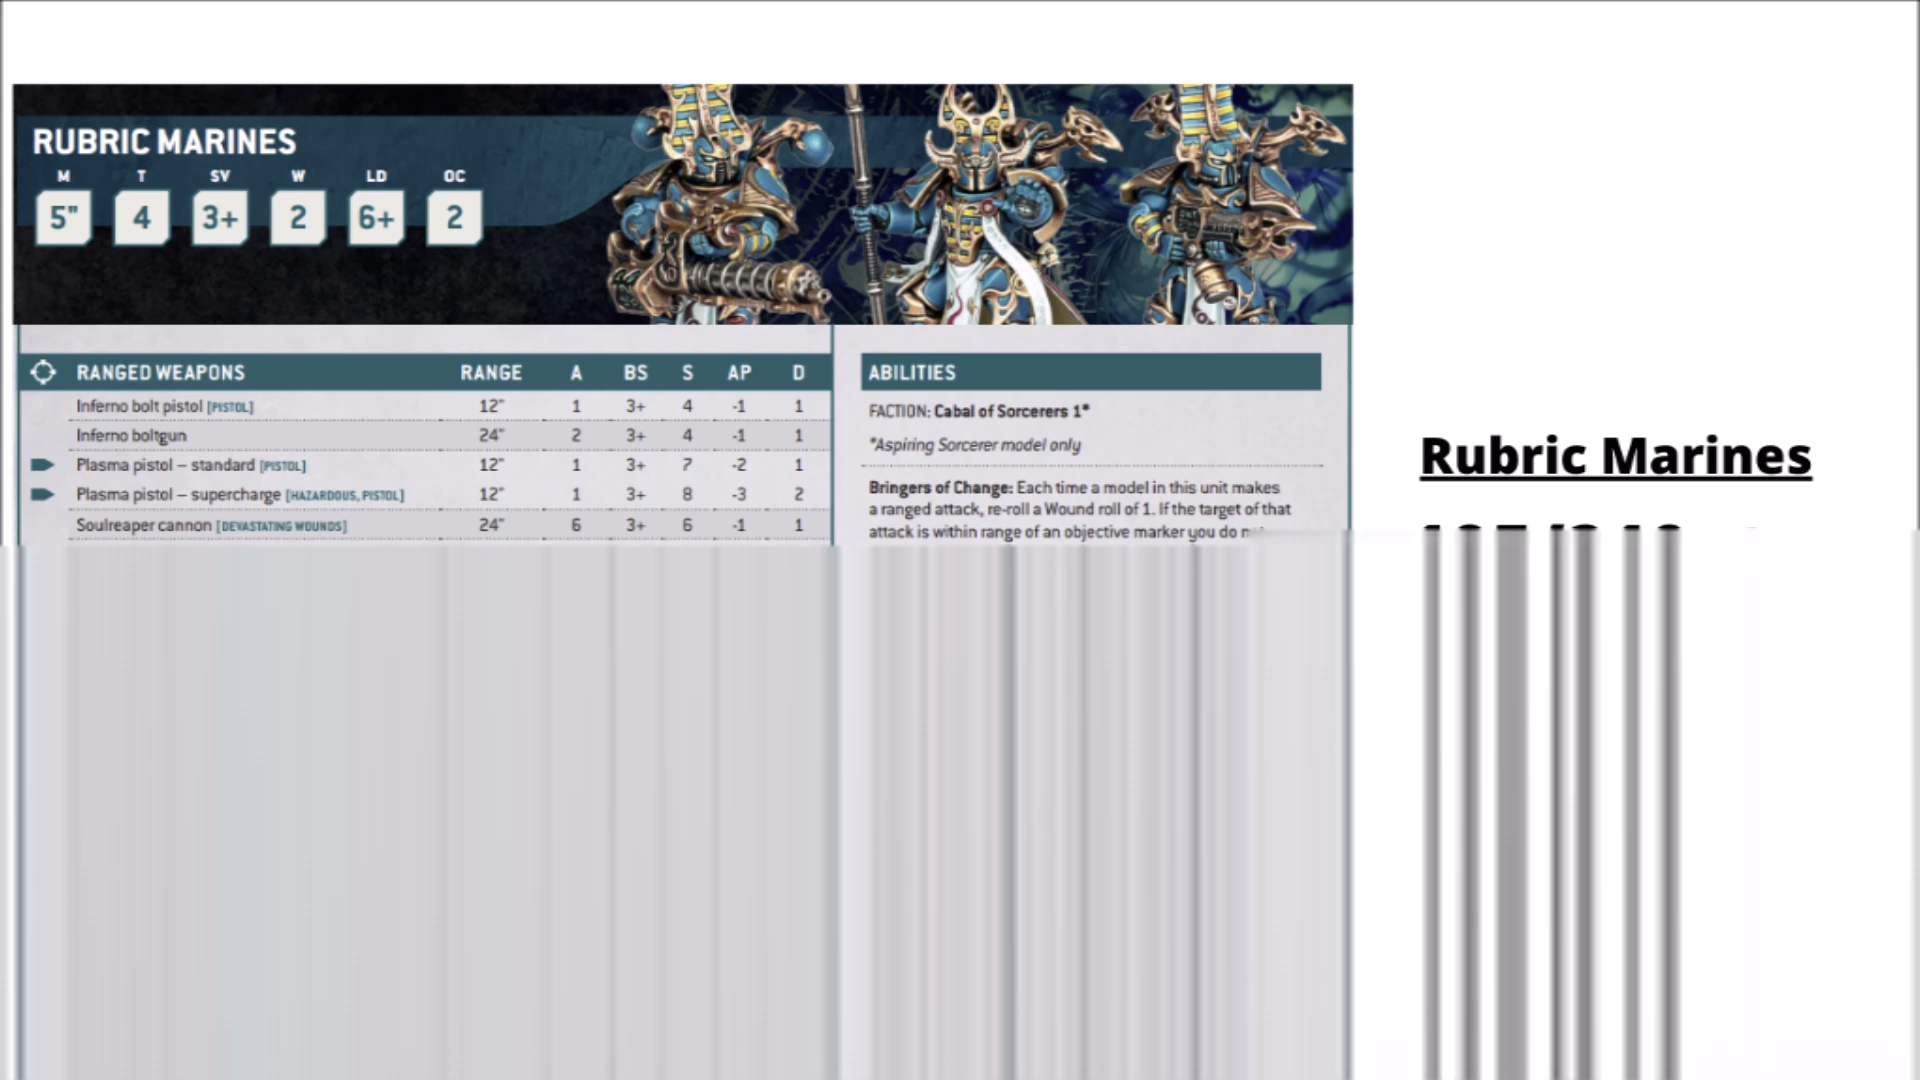 RUBRIC MARINES
M T SV W LD OC
5" 4 3+ 2 6+ 2
RANGED WEAPONS RANGE A BS S AP D
Inferno bolt pistol [PISTOL] 12" 1 3+ 4 -1 1
Inferno boltgun 24" 2 3+ 4 -1 1
Plasma pistol – standard [PISTOL] 12" 1 3+ 7 -2 1
Plasma pistol – supercharge [HAZARDOUS, PISTOL] 12" 1 3+ 8 -3 2
Soulreaper cannon [DEVASTATING WOUNDS] 24" 6 3+ 6 -1 1
ABILITIES
FACTION: Cabal of Sorcerers 1*
*Aspiring Sorcerer model only
Bringers of Change: Each time a model in this unit makes
a ranged attack, re-roll a Wound roll of 1. If the target of that
attack is within range of an objective marker you do
Rubric Marines